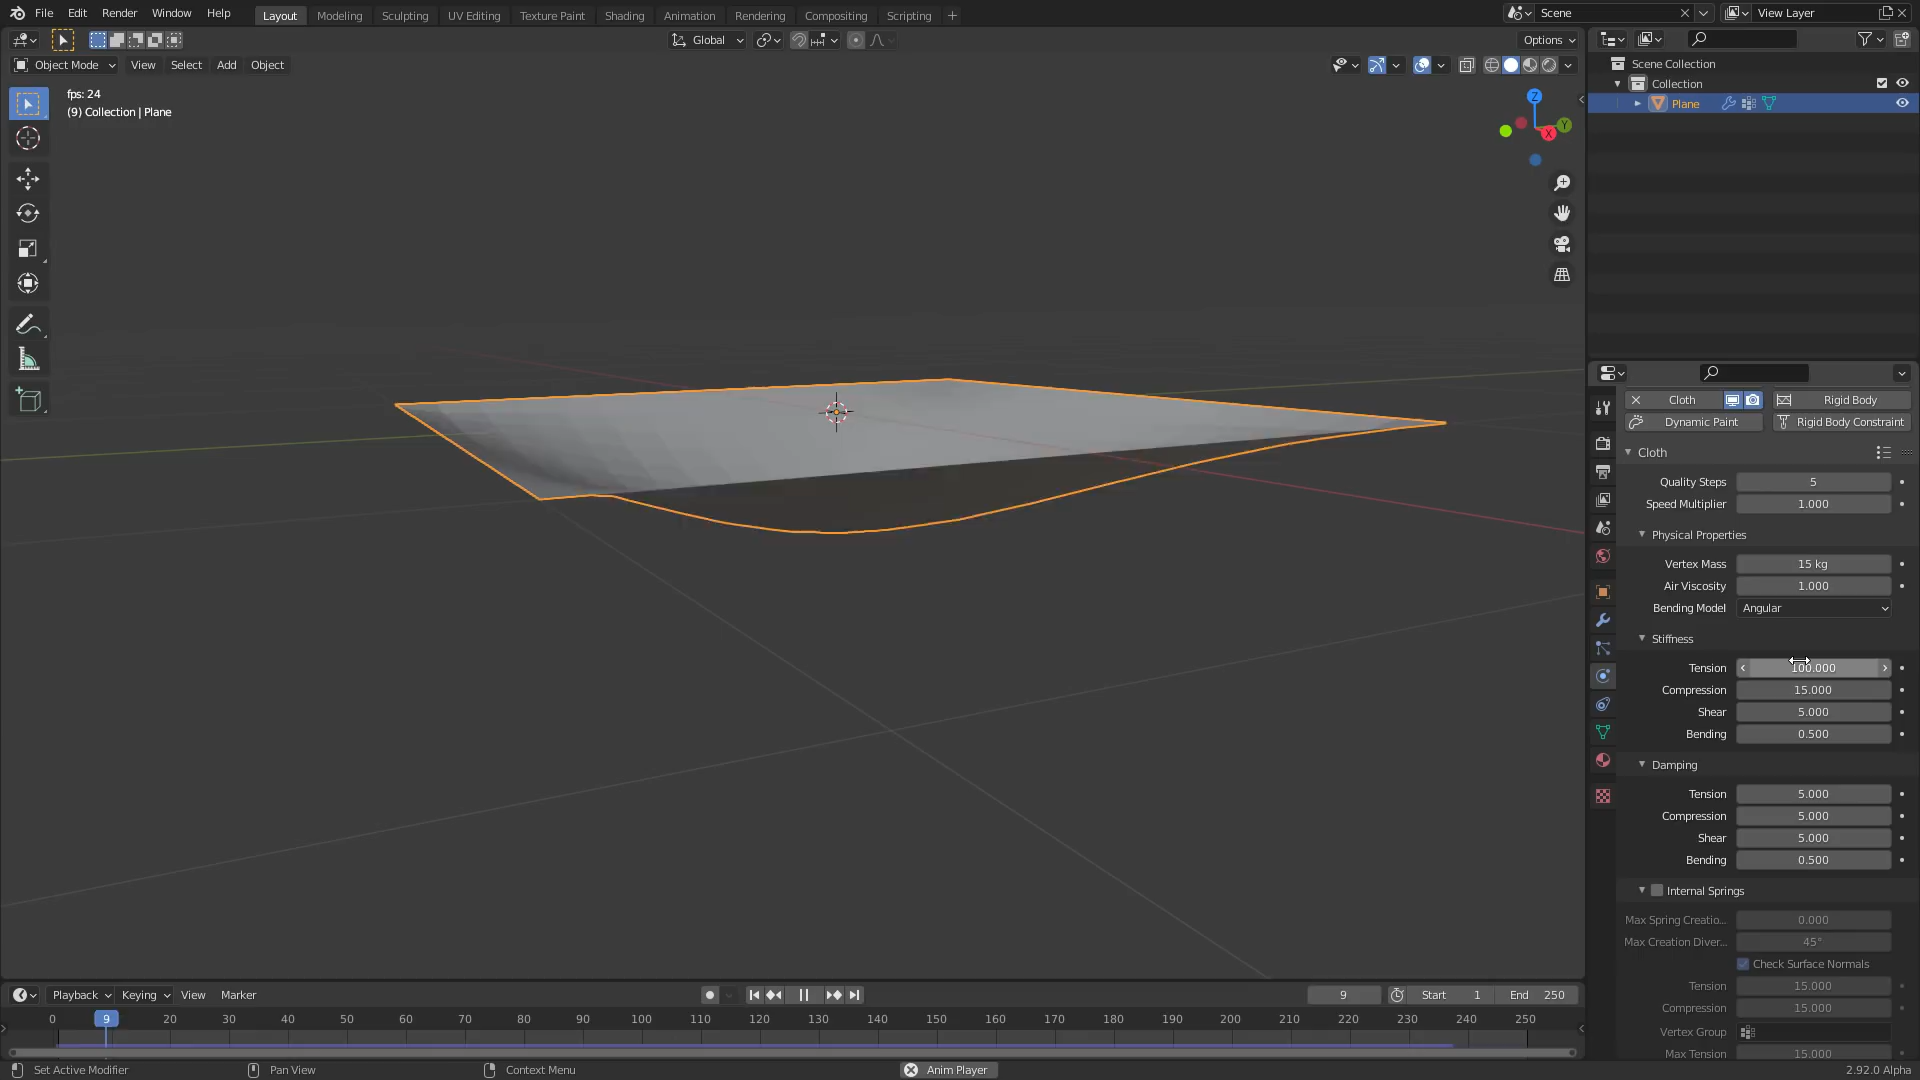 File Edit Render Window Help
Layout Modeling Sculpting UV Editing Texture Paint Shading Animation Rendering Compositing Scripting +
Scene
View Layer
Global
Options
Object Mode View Select Add Object
fps: 24
(9) Collection | Plane
Z
Y
X
Scene Collection
Collection
Plane
Cloth
Rigid Body
Dynamic Paint
Rigid Body Constraint
Cloth
Quality Steps 5
Speed Multiplier 1.000
Physical Properties
Vertex Mass 15 kg
Air Viscosity 1.000
Bending Model Angular
Stiffness
Tension 100.000
Compression 15.000
Shear 5.000
Bending 0.500
Damping
Tension 5.000
Compression 5.000
Shear 5.000
Bending 0.500
Internal Springs
Max Spring Creatio... 0.000
Max Creation Diver... 45°
Check Surface Normals
Tension 15.000
Compression 15.000
Vertex Group
Max Tension 15.000
Playback Keying View Marker
9
Start 1
End 250
0 9 20 30 40 50 60 70 80 90 100 110 120 130 140 150 160 170 180 190 200 210 220 230 240 250
Set Active Modifier
Pan View
Context Menu
Anim Player
2.92.0 Alpha